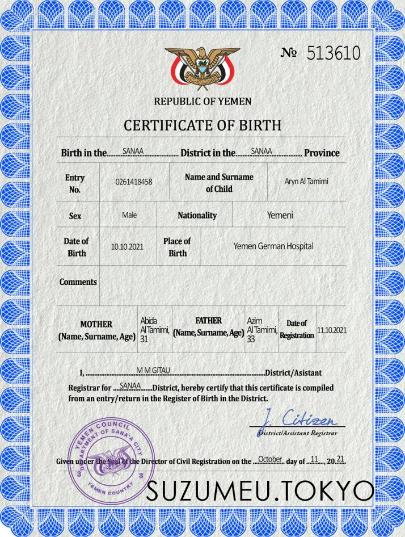 № 513610
REPUBLIC OF YEMEN
CERTIFICATE OF BIRTH
Birth in the....SANAA.... District in the....SANAA.... Province
Entry No. 0261418458 Name and Surname of Child Aryn Al Tamimi
Sex Male Nationality Yemeni
Date of Birth 10.10 2021 Place of Birth Yemen German Hospital
Comments
MOTHER (Name, Surname, Age) Abida Al Tamimi, 31 FATHER (Name, Surname, Age) Azim Al Tamimi, 33 Date of Registration 11.10.2021
I, ....M M GITAU....District/Asistant
Registrar for ....SANAA....District, hereby certify that this certificate is compiled
from an entry/return in the Register of Birth in the District.
J. Citizen
District/Assistant Registrar
YEMEN COUNCIL
DEPARTMENT OF SANA'A CITY
YEMEN COUNTRY
Given under the Seal of the Director of Civil Registration on the October day of 11, 20 21
SUZUMEU.TOKYO